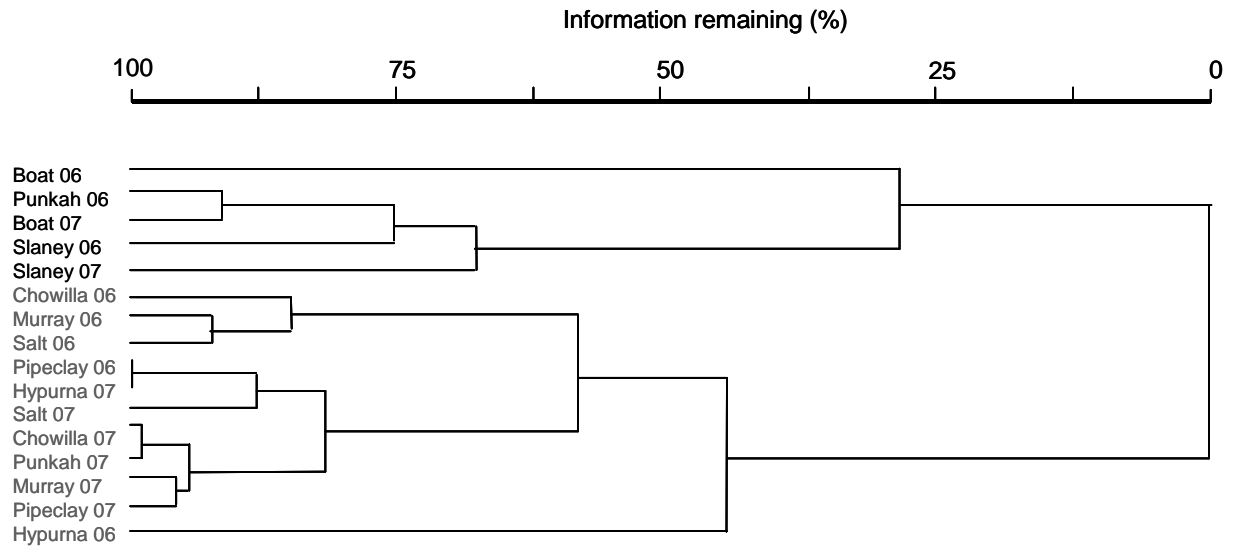 Information remaining (%)
100 75 50 25 0
Boat 06
Punkah 06
Boat 07
Slaney 06
Slaney 07
Chowilla 06
Murray 06
Salt 06
Pipeclay 06
Hypurna 07
Salt 07
Chowilla 07
Punkah 07
Murray 07
Pipeclay 07
Hypurna 06